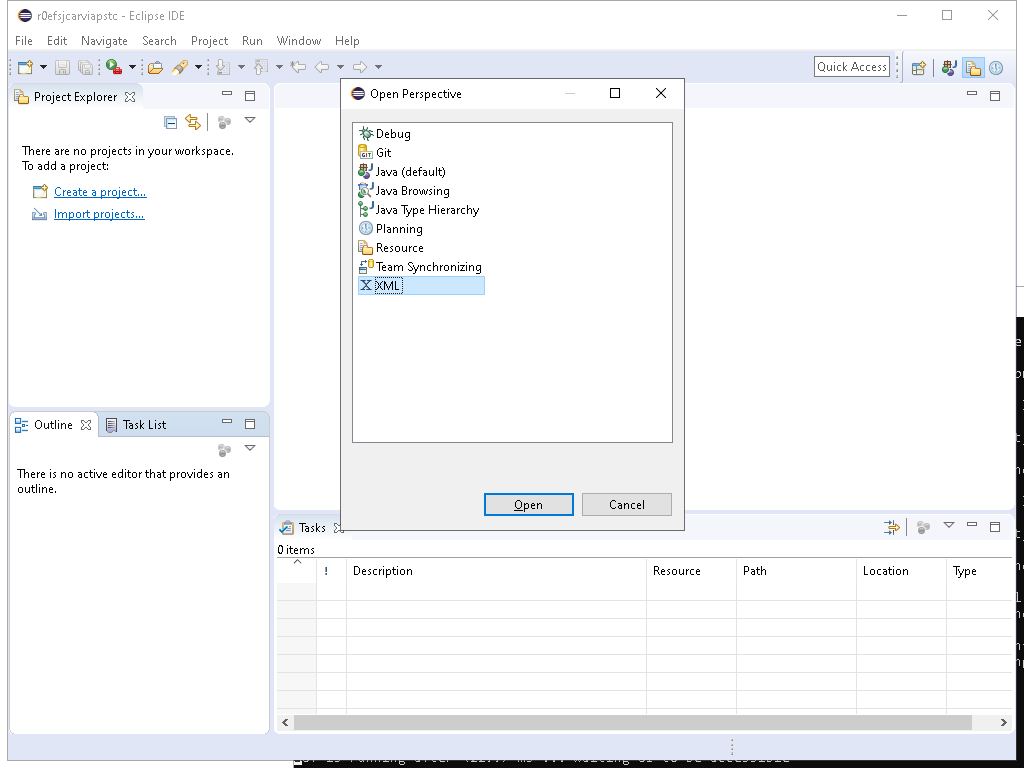 r0efsjcarviapstc - Eclipse IDE
File Edit Navigate Search Project Run Window Help
Quick Access
Project Explorer
There are no projects in your workspace.
To add a project:
Create a project...
Import projects...
Open Perspective
Debug
GIT Git
Java (default)
Java Browsing
Java Type Hierarchy
Planning
Resource
Team Synchronizing
X XML
Open Cancel
Outline Task List
There is no active editor that provides an
outline.
Tasks
0 items
! Description Resource Path Location Type